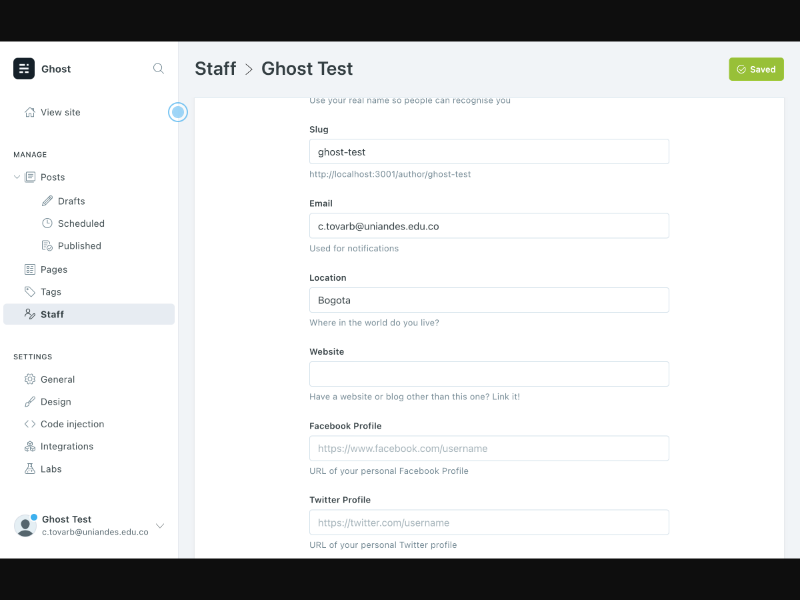 Ghost
View site
MANAGE
Posts
Drafts
Scheduled
Published
Pages
Tags
Staff
SETTINGS
General
Design
Code injection
Integrations
Labs
Ghost Test
c.tovarb@uniandes.edu.co
Staff > Ghost Test
Saved
Use your real name so people can recognise you
Slug
ghost-test
http://localhost:3001/author/ghost-test
Email
c.tovarb@uniandes.edu.co
Used for notifications
Location
Bogota
Where in the world do you live?
Website
Have a website or blog other than this one? Link it!
Facebook Profile
https://www.facebook.com/username
URL of your personal Facebook Profile
Twitter Profile
https://twitter.com/username
URL of your personal Twitter profile